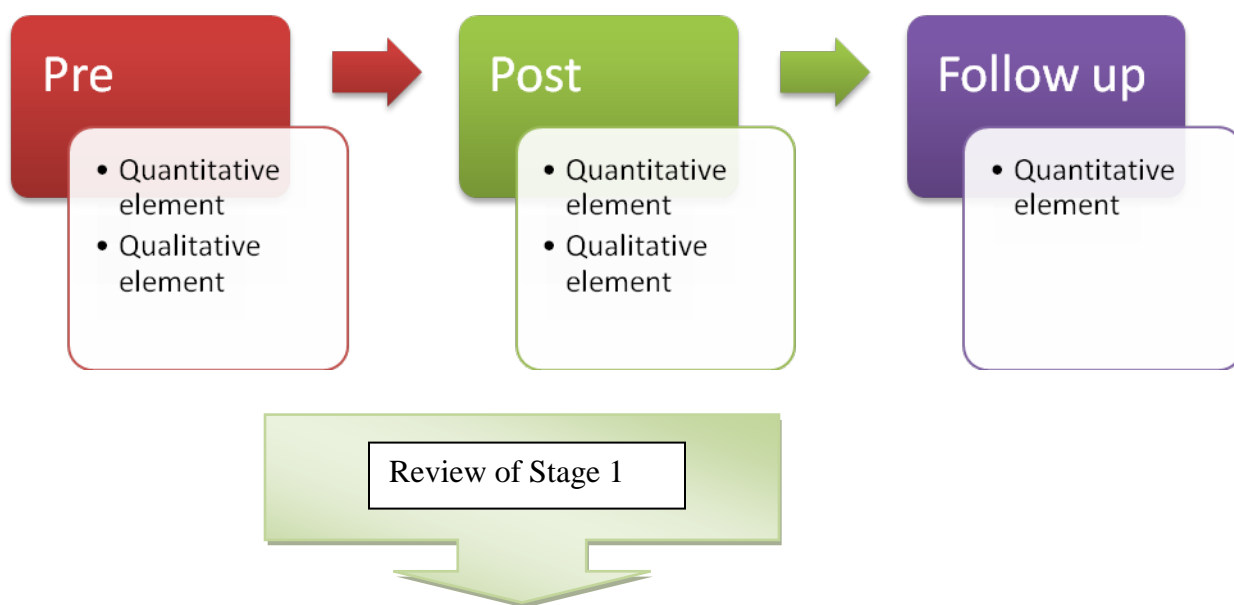 Pre
• Quantitative
element
• Qualitative
element
Post
• Quantitative
element
• Qualitative
element
Follow up
• Quantitative
element
Review of Stage 1